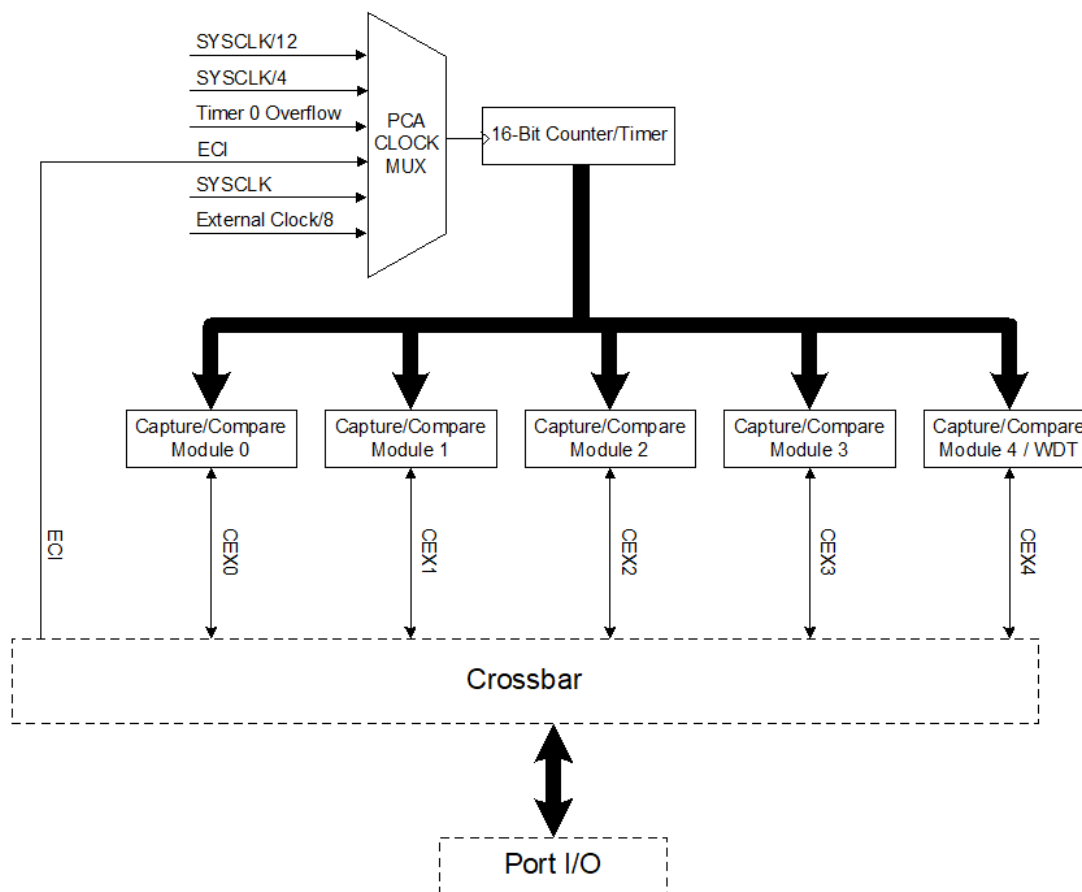 SYSCLK/12
SYSCLK/4
Timer 0 Overflow
ECI
SYSCLK
External Clock/8
PCA
CLOCK
MUX
16-Bit Counter/Timer
Capture/Compare
Module 0
Capture/Compare
Module 1
Capture/Compare
Module 2
Capture/Compare
Module 3
Capture/Compare
Module 4 / WDT
ECI
CEX0
CEX1
CEX2
CEX3
CEX4
Crossbar
Port I/O